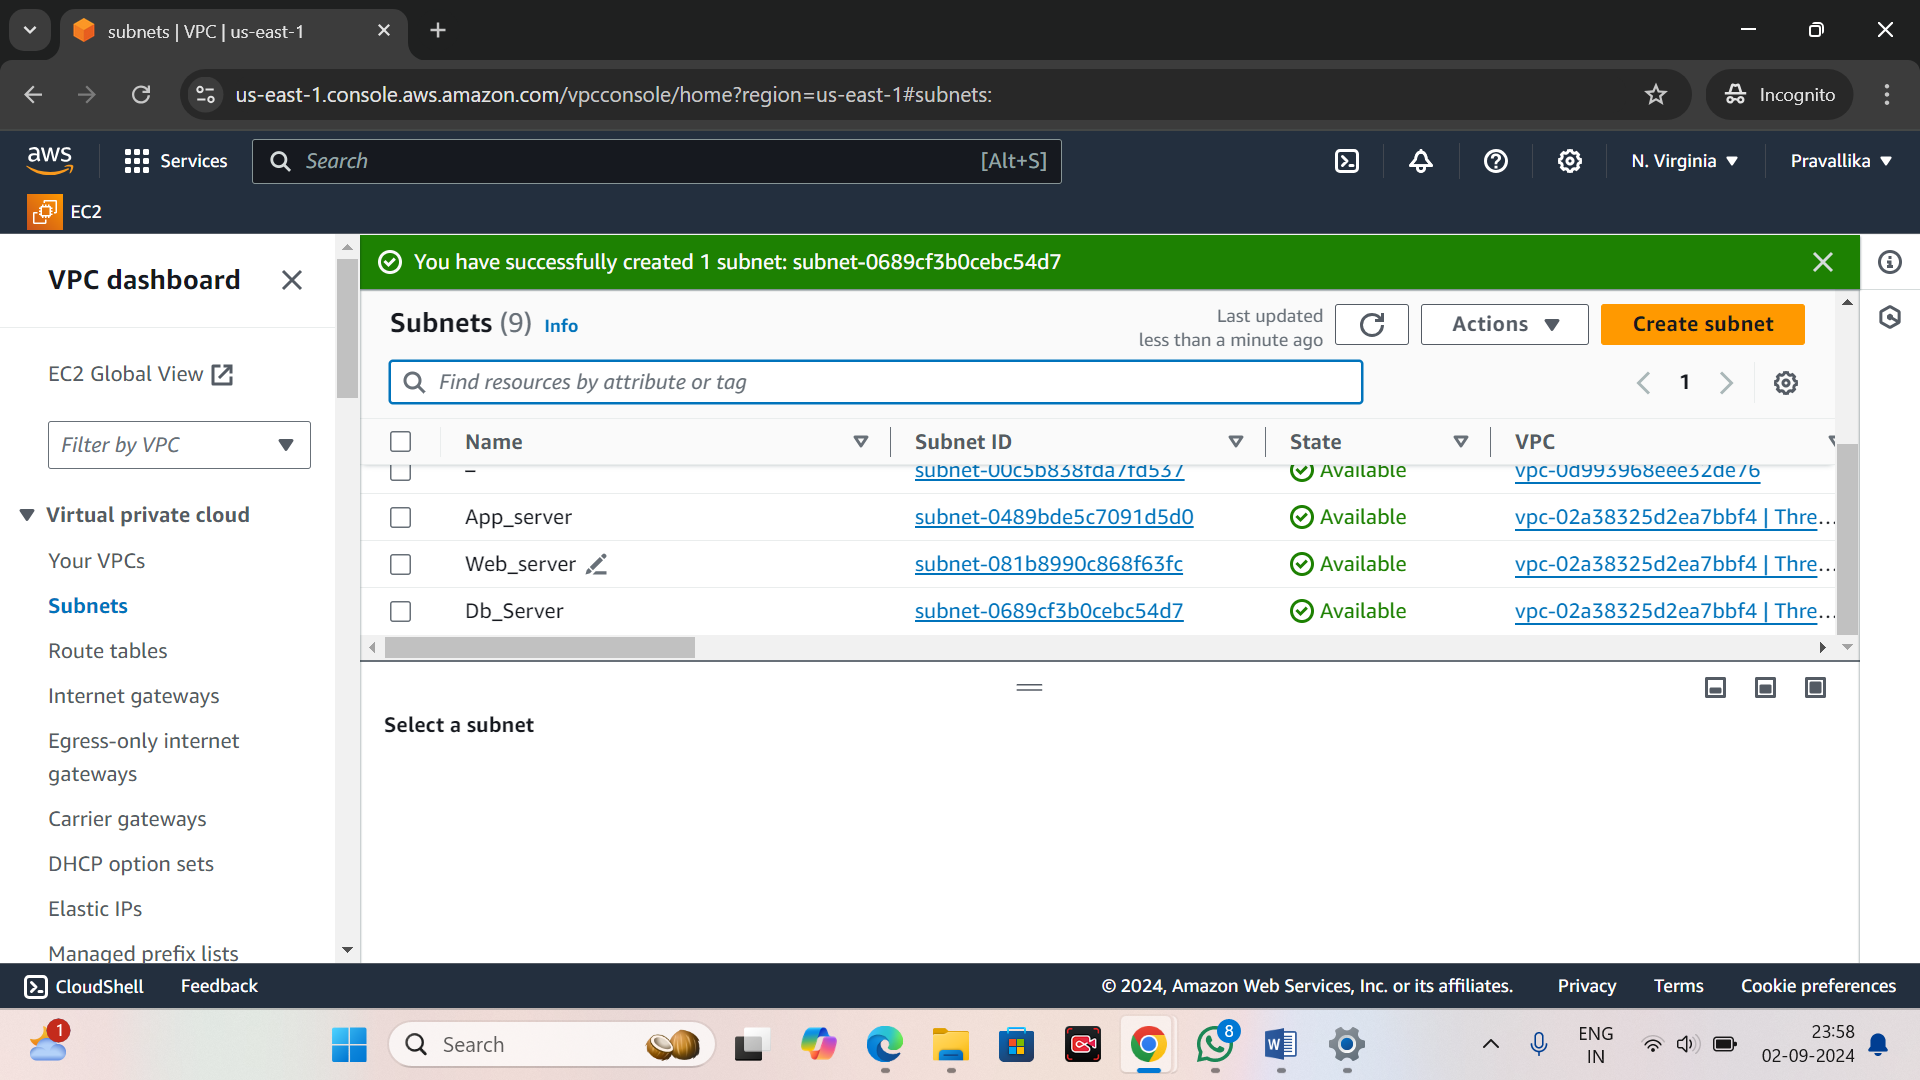 subnets | VPC | us-east-1
us-east-1.console.aws.amazon.com/vpcconsole/home?region=us-east-1#subnets:
Incognito
aws
Services
Search
[Alt+S]
N. Virginia
Pravallika
EC2
VPC dashboard
EC2 Global View
Filter by VPC
Virtual private cloud
Your VPCs
Subnets
Route tables
Internet gateways
Egress-only internet
gateways
Carrier gateways
DHCP option sets
Elastic IPs
Managed prefix lists
You have successfully created 1 subnet: subnet-0689cf3b0cebc54d7
Subnets (9) Info
Last updated
less than a minute ago
Actions
Create subnet
Find resources by attribute or tag
1
Name Subnet ID State VPC
– subnet-00c5b838fda7fd537 Available vpc-0d993968eee32de76
App_server subnet-0489bde5c7091d5d0 Available vpc-02a38325d2ea7bbf4 | Thre...
Web_server subnet-081b8990c868f63fc Available vpc-02a38325d2ea7bbf4 | Thre...
Db_Server subnet-0689cf3b0cebc54d7 Available vpc-02a38325d2ea7bbf4 | Thre...
Select a subnet
CloudShell Feedback
© 2024, Amazon Web Services, Inc. or its affiliates. Privacy Terms Cookie preferences
1
Search
8
W
ENG
IN
23:58
02-09-2024